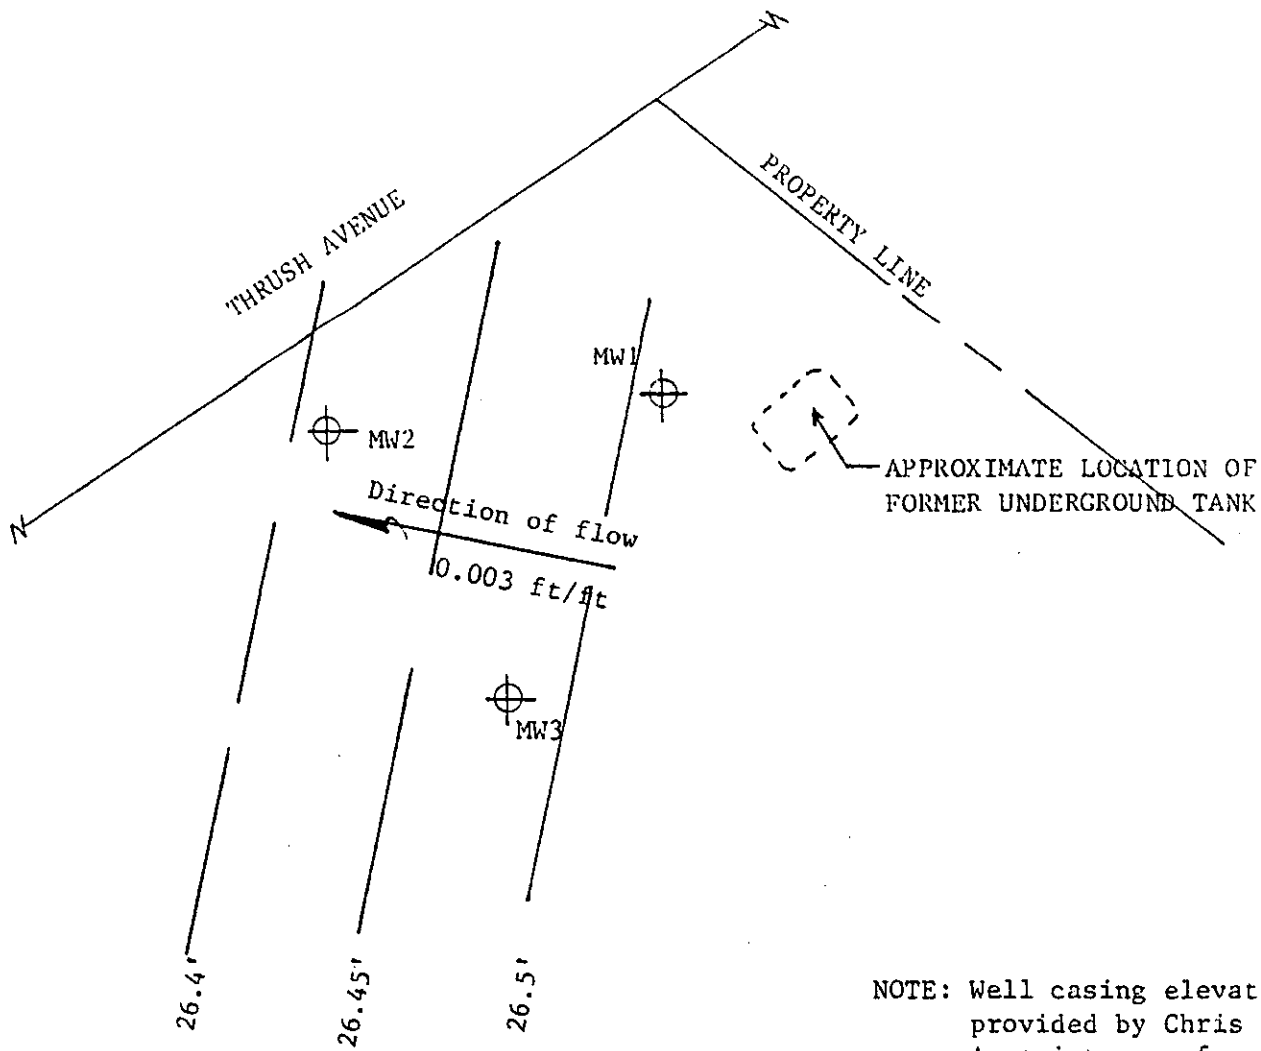 THRUSH AVENUE
PROPERTY LINE
MW1
MW2
APPROXIMATE LOCATION OF
FORMER UNDERGROUND TANK
Direction of flow
0.003 ft/ft
MW3
26.4'
26.45'
26.5'
NOTE: Well casing elevat
provided by Chris